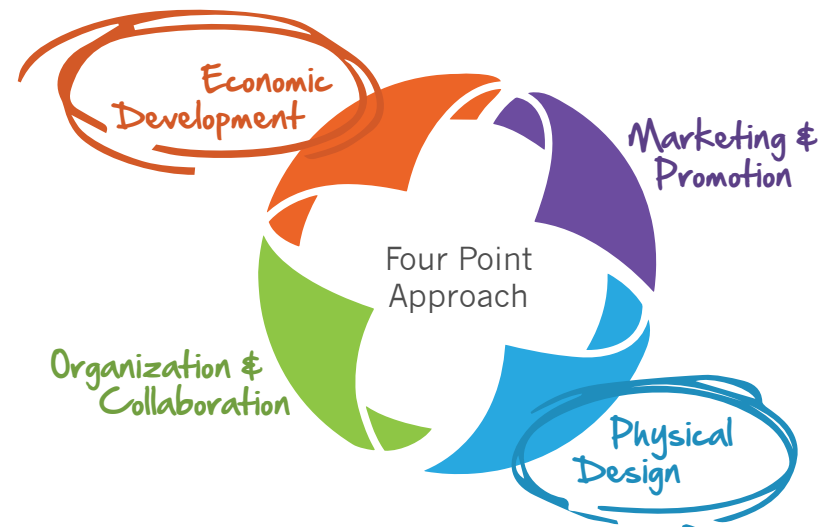 Economic
Development
Marketing &
Promotion
Four Point
Approach
Organization &
Collaboration
Physical
Design